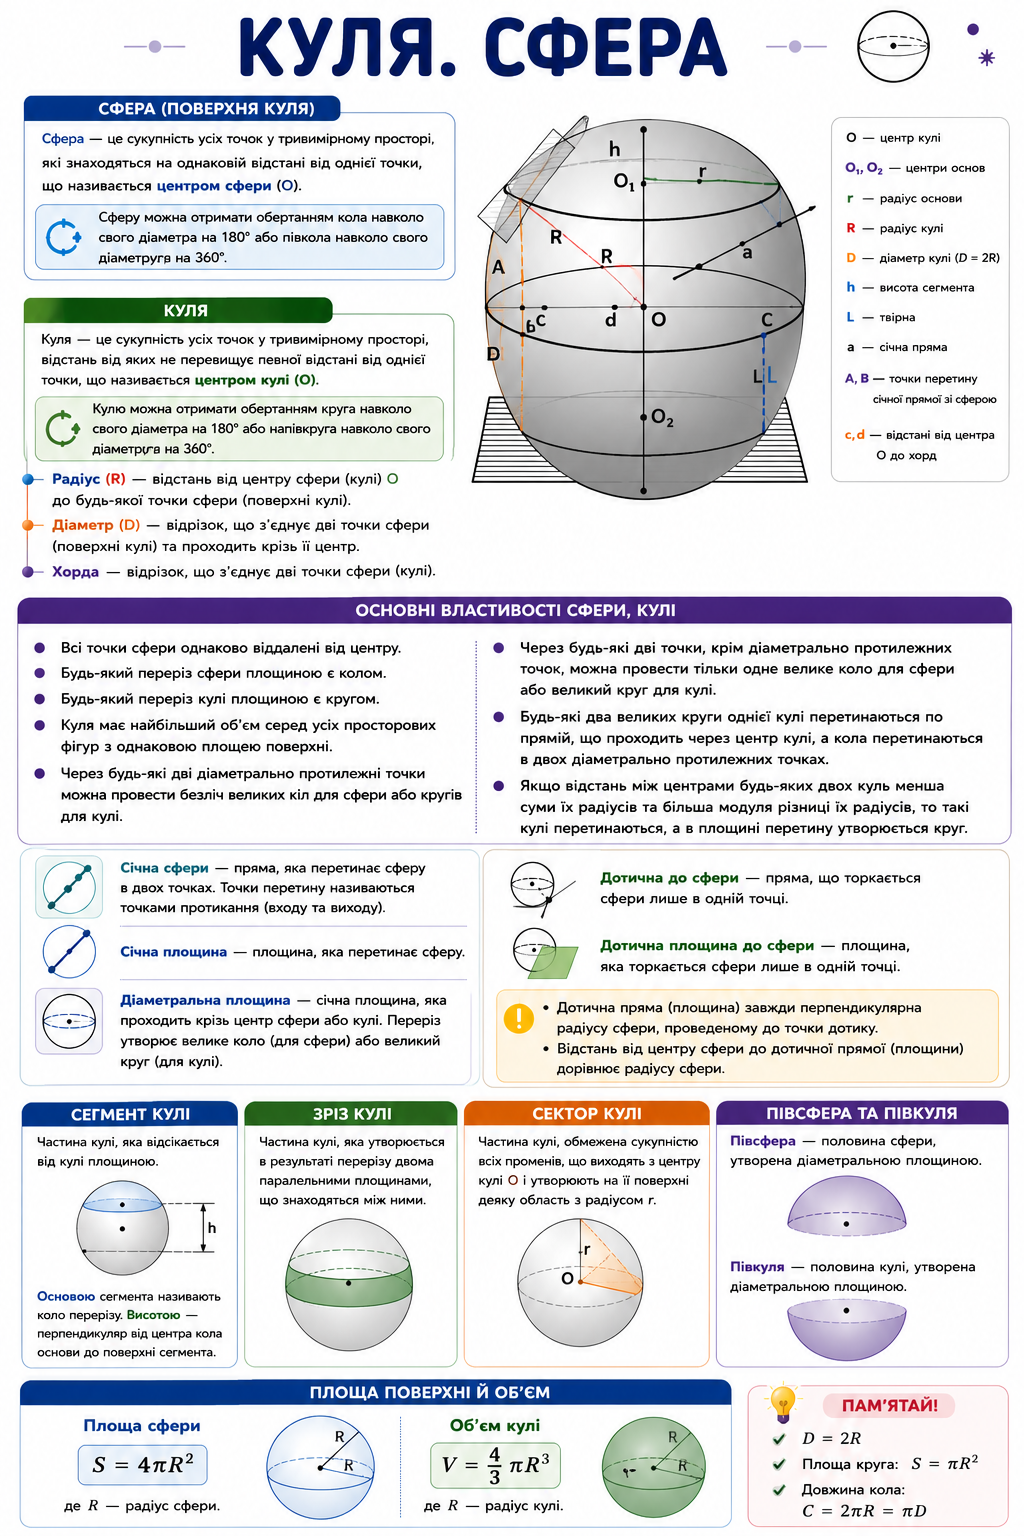 КУЛЯ. СФЕРА
СФЕРА (ПОВЕРХНЯ КУЛЯ)
Сфера — це сукупність усіх точок у тривимірному просторі,
які знаходяться на однаковій відстані від однієї точки,
що називається центром сфери (O).
Сферу можна отримати обертанням кола навколо
свого діаметра на 180° або півкола навколо свого
діаметругя на 360°.
КУЛЯ
Куля — це сукупність усіх точок у тривимірному просторі,
відстань від яких не перевищує певної відстані від однієї
точки, що називається центром кулі (O).
Кулю можна отримати обертанням круга навколо
свого діаметра на 180° або напівкруга навколо свого
діаметрџга на 360°.
Радіус (R) — відстань від центру сфери (кулі) O
до будь-якої точки сфери (поверхні кулі).
Діаметр (D) — відрізок, що з'єднує дві точки сфери
(поверхні кулі) та проходить крізь її центр.
Хорда — відрізок, що з'єднує дві точки сфери (кулі).
h
O₁
r
R
R
a
A
b
c
d
O
C
D
L
L
O₂
O — центр кулі
O₁, O₂ — центри основ
r — радіус основи
R — радіус кулі
D — діаметр кулі (D = 2R)
h — висота сегмента
L — твірна
a — січна пряма
A, B — точки перетину
січної прямої зі сферою
c, d — відстані від центра
O до хорд
ОСНОВНІ ВЛАСТИВОСТІ СФЕРИ, КУЛІ
Всі точки сфери однаково віддалені від центру.
Будь-який переріз сфери площиною є колом.
Будь-який переріз кулі площиною є кругом.
Куля має найбільший об'єм серед усіх просторових
фігур з однаковою площею поверхні.
Через будь-які дві діаметрально протилежні точки
можна провести безліч великих кіл для сфери або кругів
для кулі.
Через будь-які дві точки, крім діаметрально протилежних
точок, можна провести тільки одне велике коло для сфери
або великий круг для кулі.
Будь-які два великих круги однієї кулі перетинаються по
прямій, що проходить через центр кулі, а кола перетинаються
в двох діаметрально протилежних точках.
Якщо відстань між центрами будь-яких двох куль менша
суми їх радіусів та більша модуля різниці їх радіусів, то такі
кулі перетинаються, а в площині перетину утворюється круг.
Січна сфери — пряма, яка перетинає сферу
в двох точках. Точки перетину називаються
точками протикання (входу та виходу).
Січна площина — площина, яка перетинає сферу.
Діаметральна площина — січна площина, яка
проходить крізь центр сфери або кулі. Переріз
утворює велике коло (для сфери) або великий
круг (для кулі).
Дотична до сфери — пряма, що торкається
сфери лише в одній точці.
Дотична площина до сфери — площина,
яка торкається сфери лише в одній точці.
!
• Дотична пряма (площина) завжди перпендикулярна
радіусу сфери, проведеному до точки дотику.
• Відстань від центру сфери до дотичної прямої (площини)
дорівнює радіусу сфери.
СЕГМЕНТ КУЛІ
Частина кулі, яка відсікається
від кулі площиною.
h
Основою сегмента називають
коло перерізу. Висотою —
перпендикуляр від центра кола
основи до поверхні сегмента.
ЗРІЗ КУЛІ
Частина кулі, яка утворюється
в результаті перерізу двома
паралельними площинами,
що знаходяться між ними.
СЕКТОР КУЛІ
Частина кулі, обмежена сукупністю
всіх променів, що виходять з центру
кулі O і утворюють на її поверхні
деяку область з радіусом r.
r
O
ПІВСФЕРА ТА ПІВКУЛЯ
Півсфера — половина сфери,
утворена діаметральною площиною.
Півкуля — половина кулі, утворена
діаметральною площиною.
ПЛОЩА ПОВЕРХНІ Й ОБ'ЄМ
Площа сфери
S = 4πR²
де R — радіус сфери.
R
R
Об'єм кулі
V = 4/3 πR³
де R — радіус кулі.
R
R
ПАМ'ЯТАЙ!
D = 2R
Площа круга: S = πR²
Довжина кола:
C = 2πR = πD